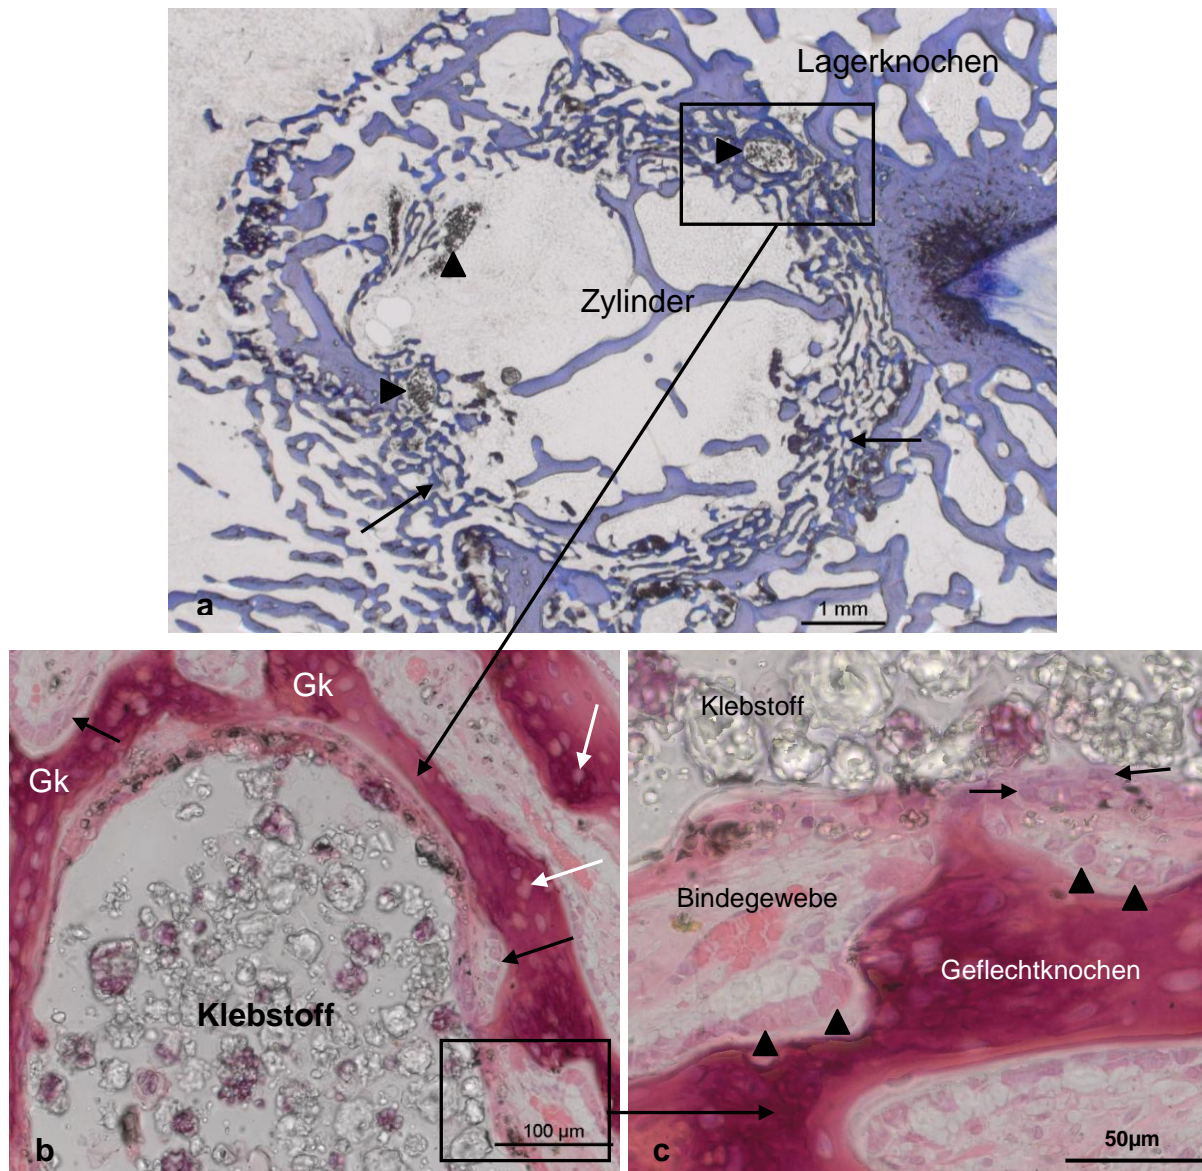 Lagerknochen
Zylinder
a
1 mm
Gk
Gk
Klebstoff
b
100 µm
Klebstoff
Bindegewebe
Geflechtknochen
c
50µm